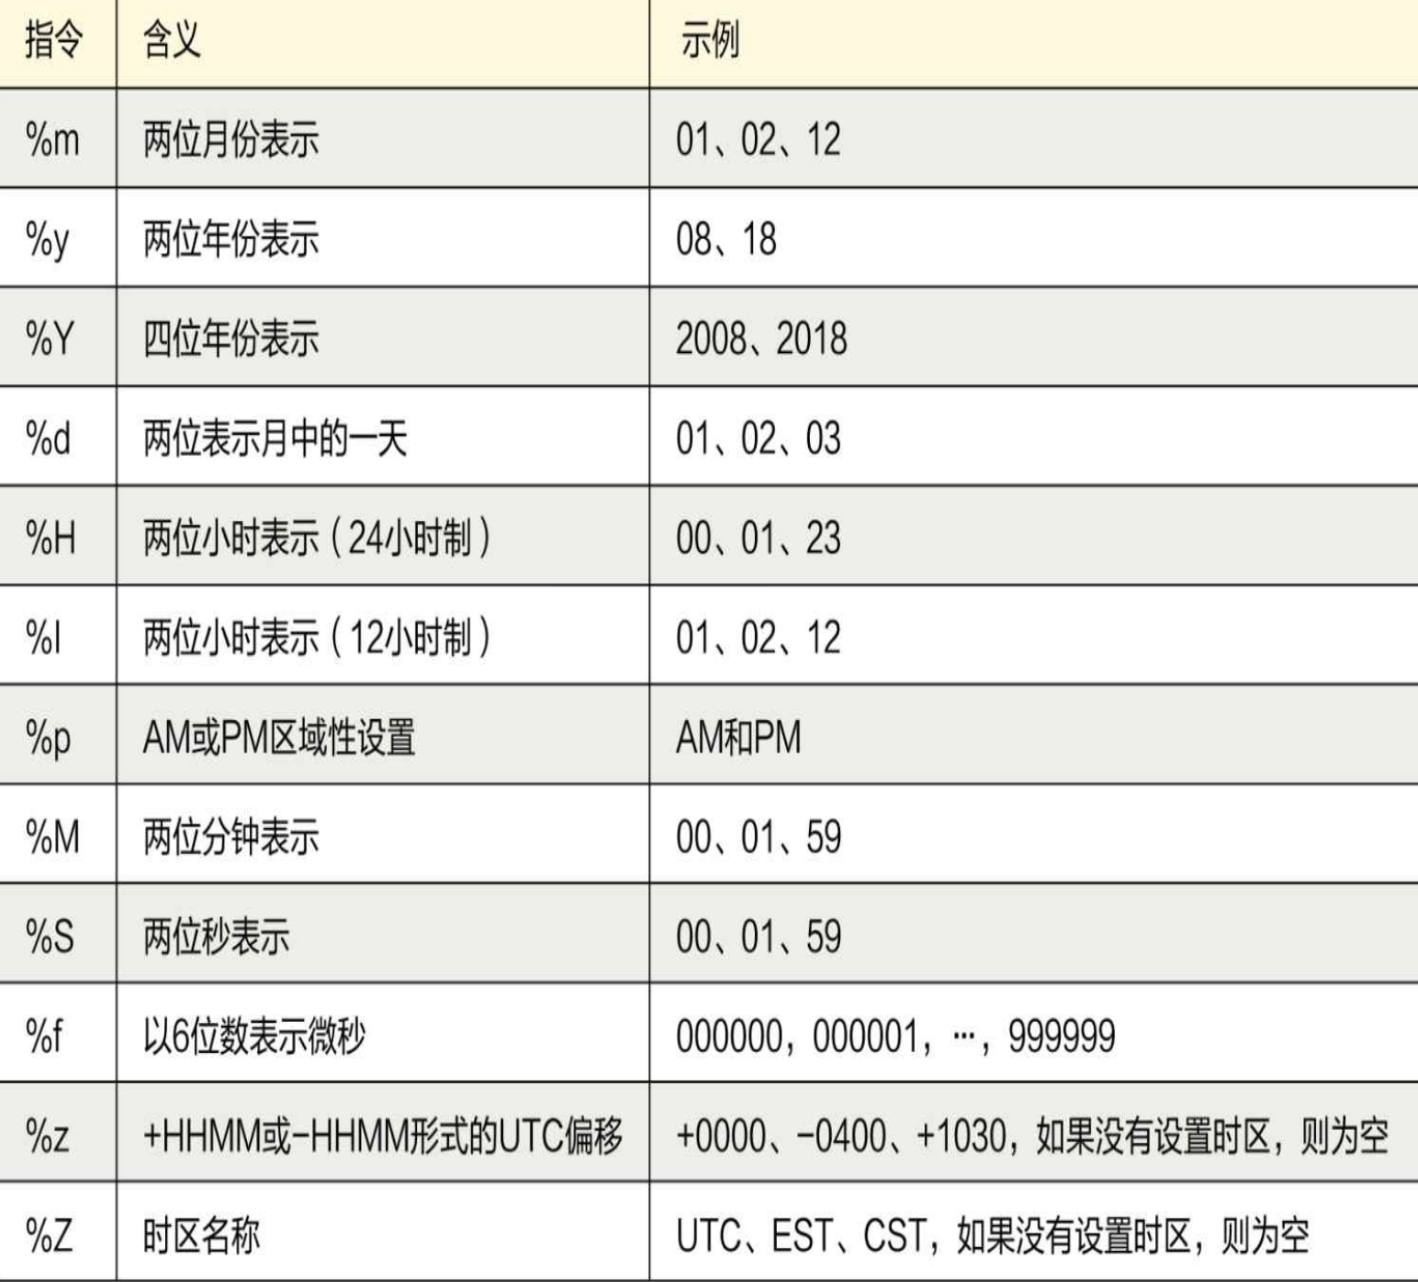 指令 含义 示例
%m 两位月份表示 01、02、12
%y 两位年份表示 08、18
%Y 四位年份表示 2008、2018
%d 两位表示月中的一天 01、02、03
%H 两位小时表示（24小时制） 00、01、23
%I 两位小时表示（12小时制） 01、02、12
%p AM或PM区域性设置 AM和PM
%M 两位分钟表示 00、01、59
%S 两位秒表示 00、01、59
%f 以6位数表示微秒 000000，000001，…，999999
%z +HHMM或-HHMM形式的UTC偏移 +0000、-0400、+1030，如果没有设置时区，则为空
%Z 时区名称 UTC、EST、CST，如果没有设置时区，则为空